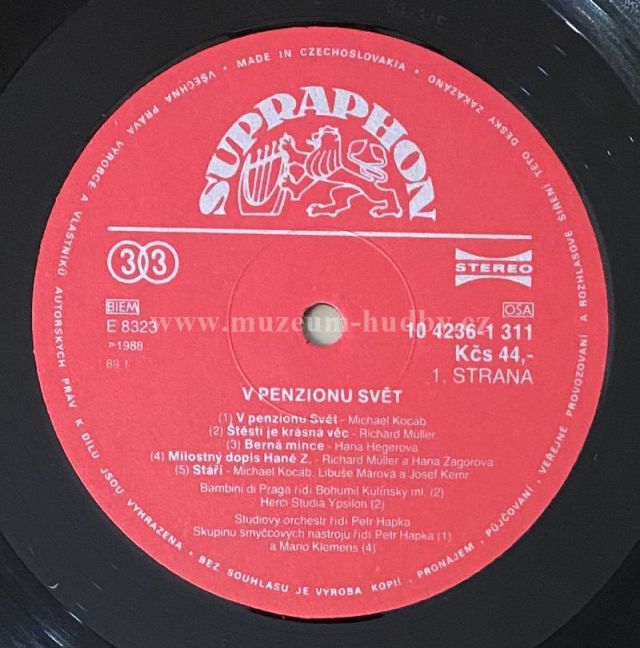 VŠECHNA PRÁVA VÝROBCE A VLASTNÍKŮ AUTORSKÝCH PRÁV K DÍLU JSOU VYHRAZENA • BEZ SOUHLASU JE VÝROBA KOPIÍ • PRONÁJEM • PŮJČOVÁNÍ • VEŘEJNÉ PROVOZOVÁNÍ A ROZHLASOVÉ ŠÍŘENÍ TÉTO DESKY ZAKÁZÁNO • MADE IN CZECHOSLOVAKIA •
SUPRAPHON
33
STEREO
BIEM
OSA
E 8323
www.muzeum-hudby.cz
10 4236-1 311
℗ 1988
Kčs 44,-
89 1
1. STRANA
V PENZIONU SVĚT
(1) V penzionu Svět - Michael Kocáb
(2) Štěstí je krásná věc - Richard Müller
(3) Berná mince - Hana Hegerová
(4) Milostný dopis Hané Z. - Richard Müller a Hana Zagorová
(5) Stáří - Michael Kocáb, Libuše Márová a Josef Kemr
Bambini di Praga řídí Bohumil Kulínský ml. (2)
Herci Studia Ypsilon (2)
Studiový orchestr řídí Petr Hapka
Skupinu smyčcových nástrojů řídí Petr Hapka (1)
a Mario Klemens (4)